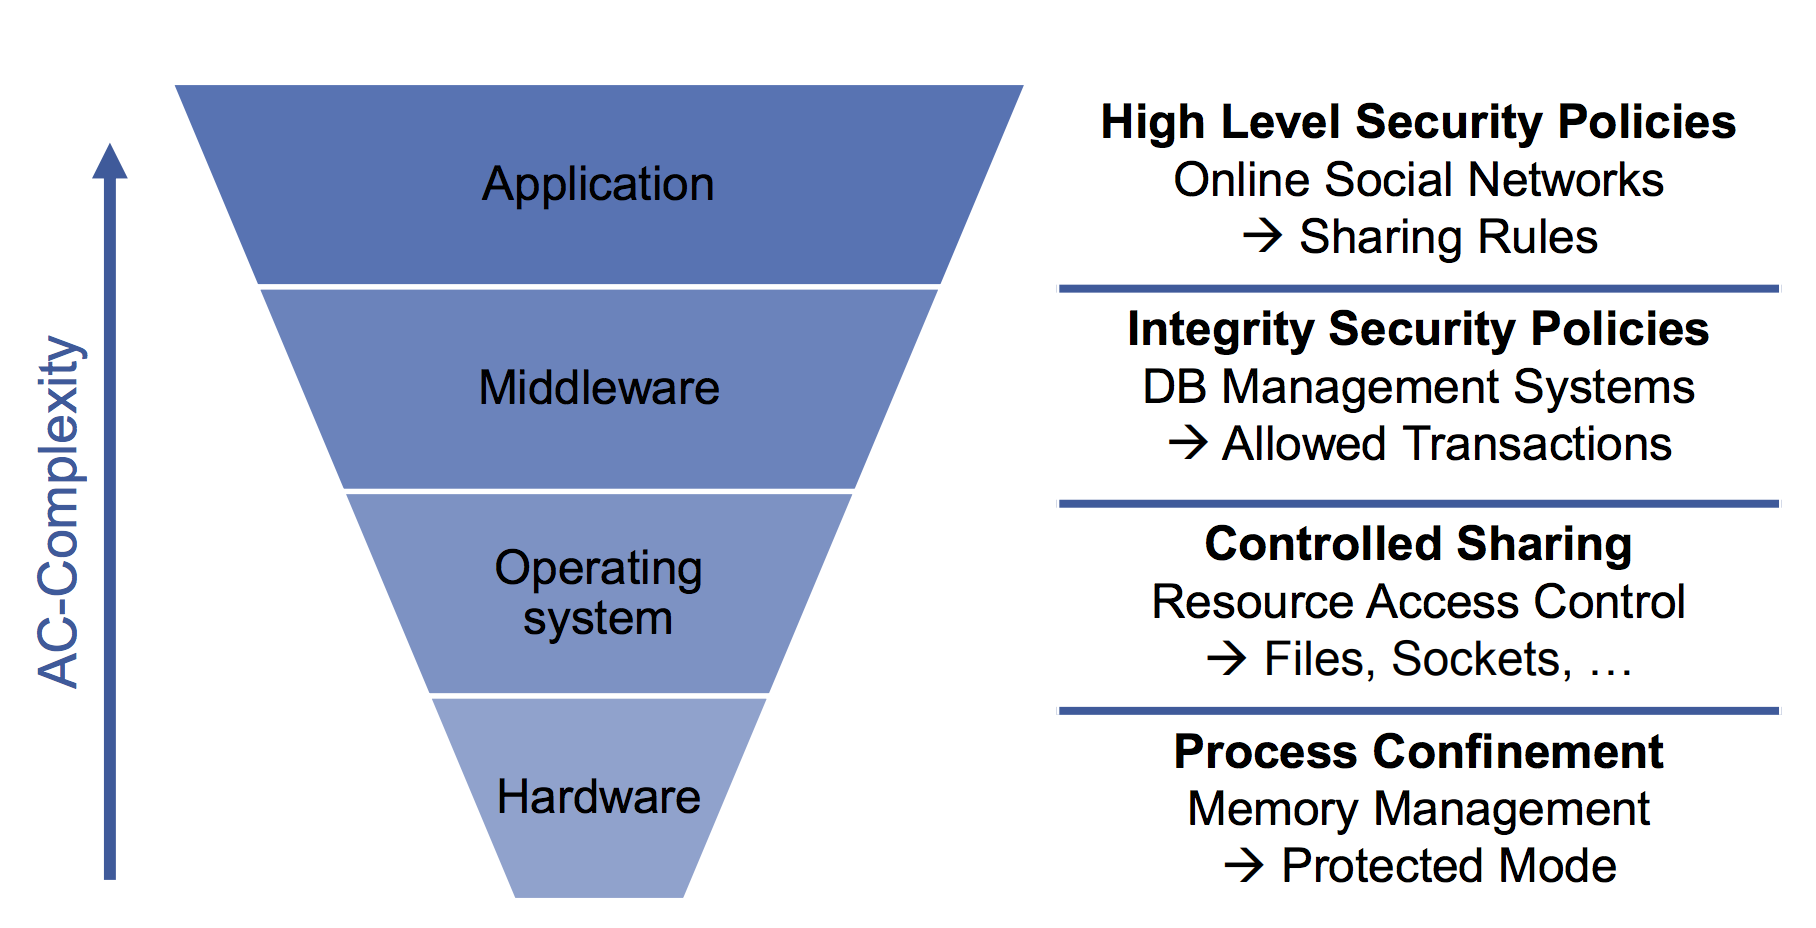 AC-Complexity
Application
High Level Security Policies
Online Social Networks
→ Sharing Rules
Middleware
Integrity Security Policies
DB Management Systems
→ Allowed Transactions
Operating
system
Controlled Sharing
Resource Access Control
→ Files, Sockets, …
Hardware
Process Confinement
Memory Management
→ Protected Mode